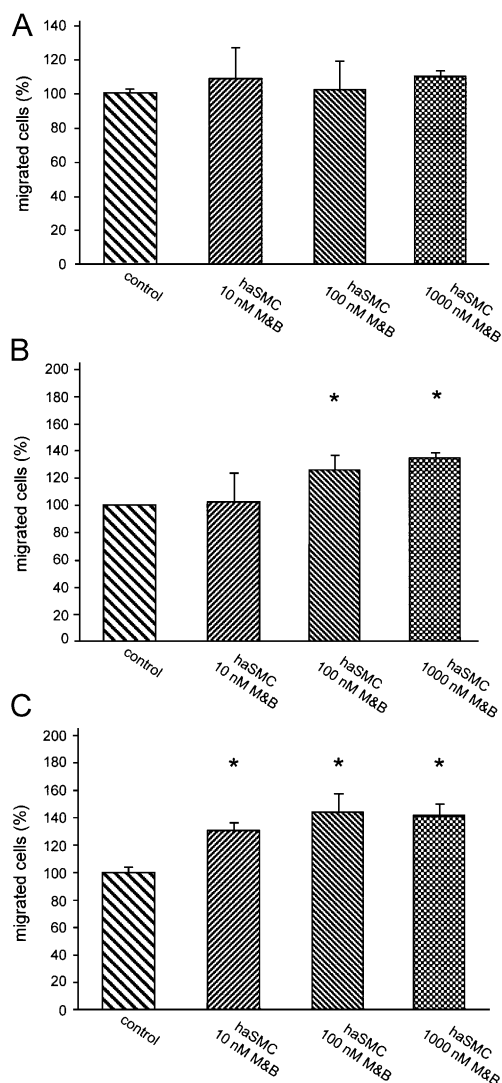 A
migrated cells (%)
140
120
100
80
60
40
20
0
control
haSMC
10 nM M&B
haSMC
100 nM M&B
haSMC
1000 nM M&B
B
migrated cells (%)
200
180
160
140
120
100
80
60
40
20
0
*
*
control
haSMC
10 nM M&B
haSMC
100 nM M&B
haSMC
1000 nM M&B
C
migrated cells (%)
200
180
160
140
120
100
80
60
40
20
0
*
*
*
control
haSMC
10 nM M&B
haSMC
100 nM M&B
haSMC
1000 nM M&B